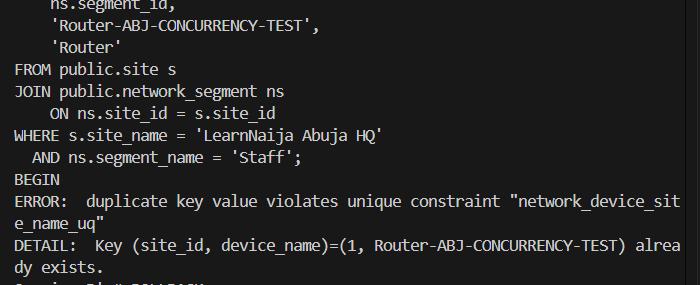 ns.segment_id,
'Router-ABJ-CONCURRENCY-TEST',
'Router'
FROM public.site s
JOIN public.network_segment ns
ON ns.site_id = s.site_id
WHERE s.site_name = 'LearnNaija Abuja HQ'
AND ns.segment_name = 'Staff';
BEGIN
ERROR:  duplicate key value violates unique constraint "network_device_sit
e_name_uq"
DETAIL:  Key (site_id, device_name)=(1, Router-ABJ-CONCURRENCY-TEST) alrea
dy exists.